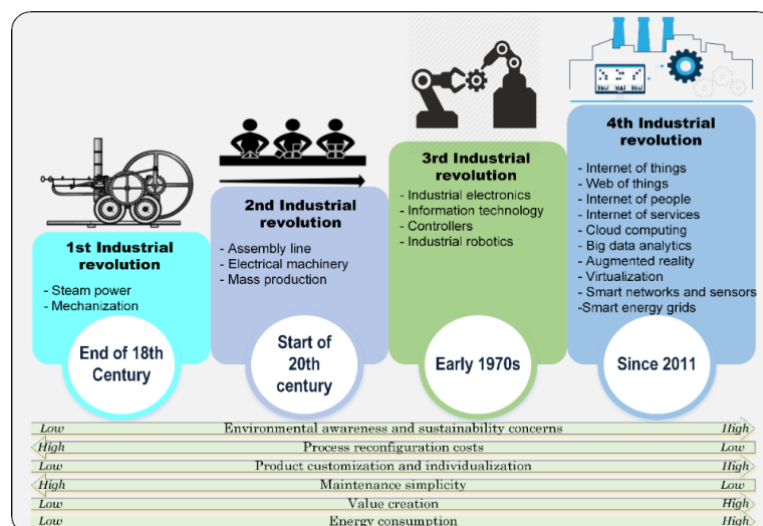 1st Industrial
revolution
- Steam power
- Mechanization
End of 18th
Century
2nd Industrial
revolution
- Assembly line
- Electrical machinery
- Mass production
Start of
20th
century
3rd Industrial
revolution
- Industrial electronics
- Information technology
- Controllers
- Industrial robotics
Early 1970s
4th Industrial
revolution
- Internet of things
- Web of things
- Internet of people
- Internet of services
- Cloud computing
- Big data analytics
- Augmented reality
- Virtualization
- Smart networks and sensors
-Smart energy grids
Since 2011
Low Environmental awareness and sustainability concerns High
High Process reconfiguration costs Low
Low Product customization and individualization High
High Maintenance simplicity Low
Low Value creation High
Low Energy consumption High